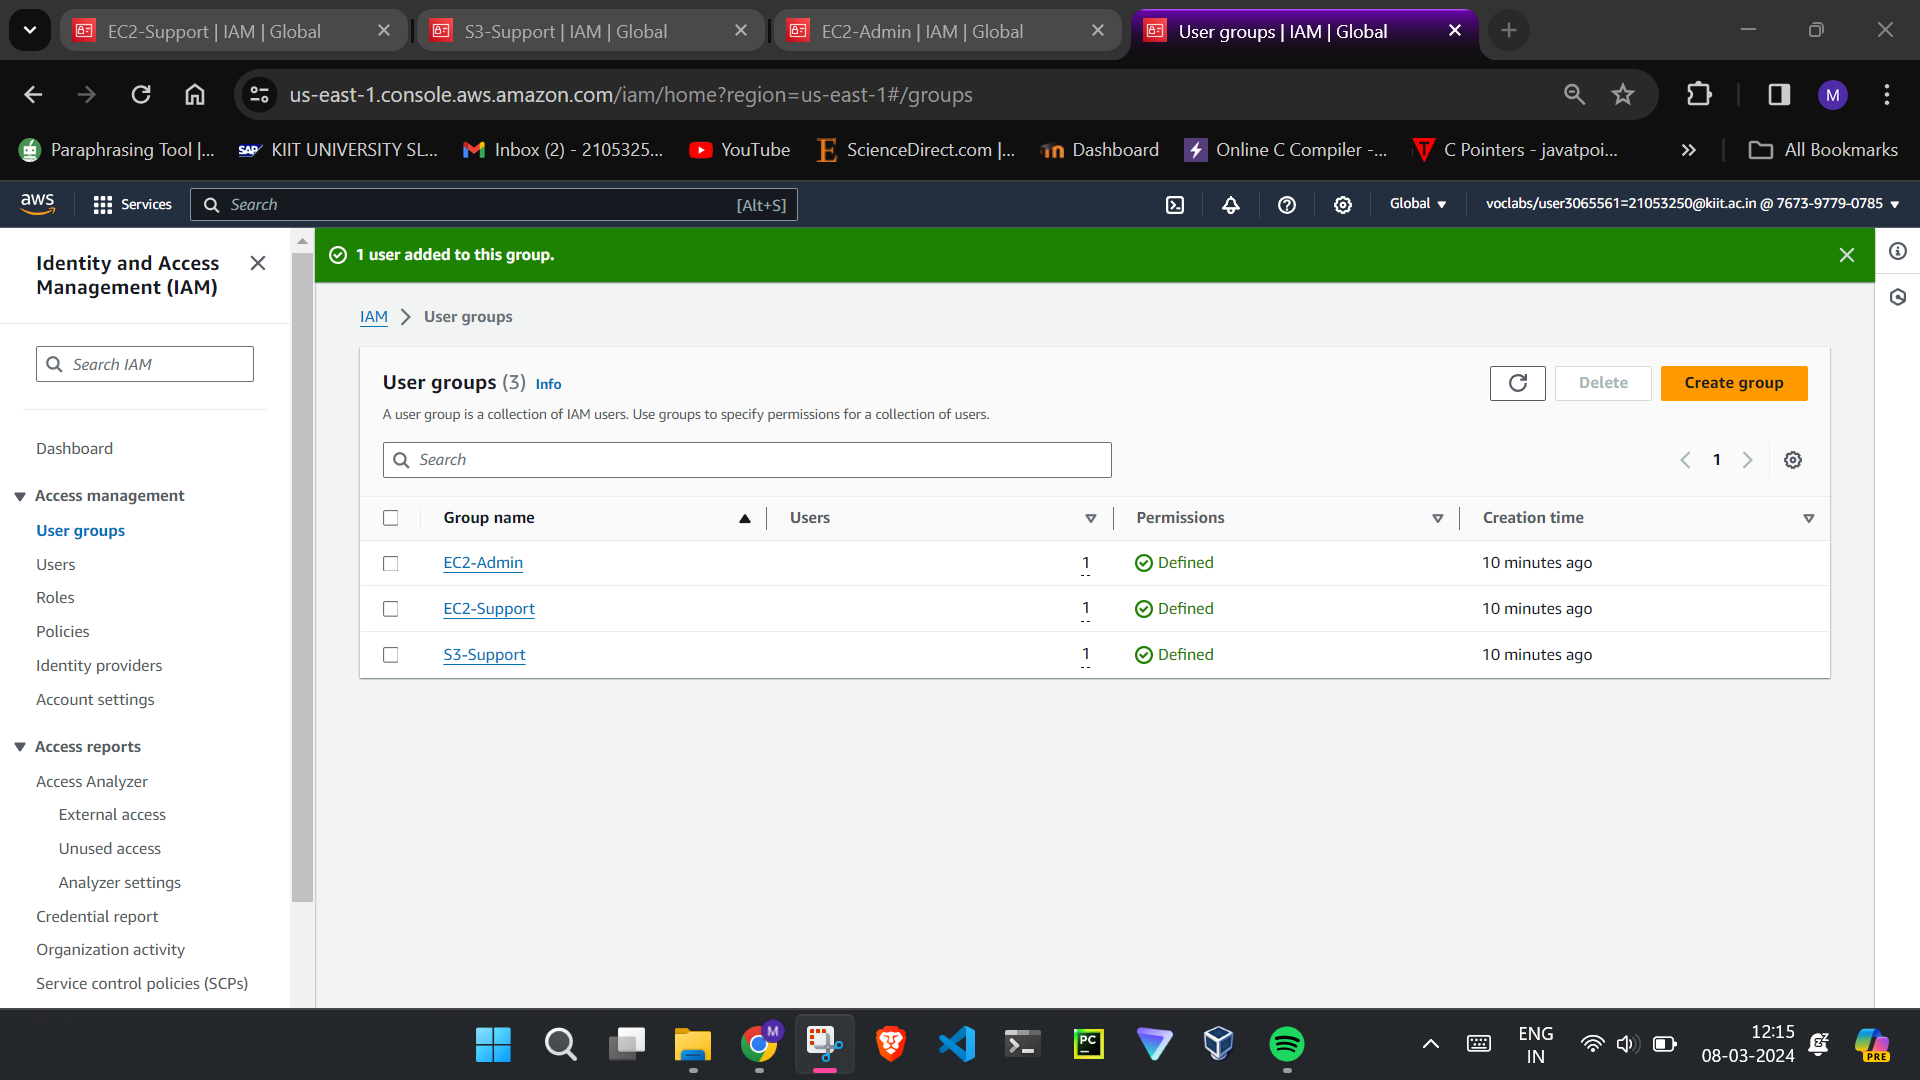 EC2-Support | IAM | Global
S3-Support | IAM | Global
EC2-Admin | IAM | Global
User groups | IAM | Global
us-east-1.console.aws.amazon.com/iam/home?region=us-east-1#/groups
M
Paraphrasing Tool |...
SAP
KIIT UNIVERSITY SL...
Inbox (2) - 2105325...
YouTube
ScienceDirect.com |...
Dashboard
Online C Compiler -...
C Pointers - javatpoi...
All Bookmarks
aws
Services
Search
[Alt+S]
Global
voclabs/user3065561=21053250@kiit.ac.in @ 7673-9779-0785
Identity and Access
Management (IAM)
Search IAM
Dashboard
Access management
User groups
Users
Roles
Policies
Identity providers
Account settings
Access reports
Access Analyzer
External access
Unused access
Analyzer settings
Credential report
Organization activity
Service control policies (SCPs)
1 user added to this group.
IAM > User groups
User groups (3) Info
Delete
Create group
A user group is a collection of IAM users. Use groups to specify permissions for a collection of users.
Search
1
Group name Users Permissions Creation time
EC2-Admin 1 Defined 10 minutes ago
EC2-Support 1 Defined 10 minutes ago
S3-Support 1 Defined 10 minutes ago
M
PC
ENG
IN
12:15
08-03-2024
PRE